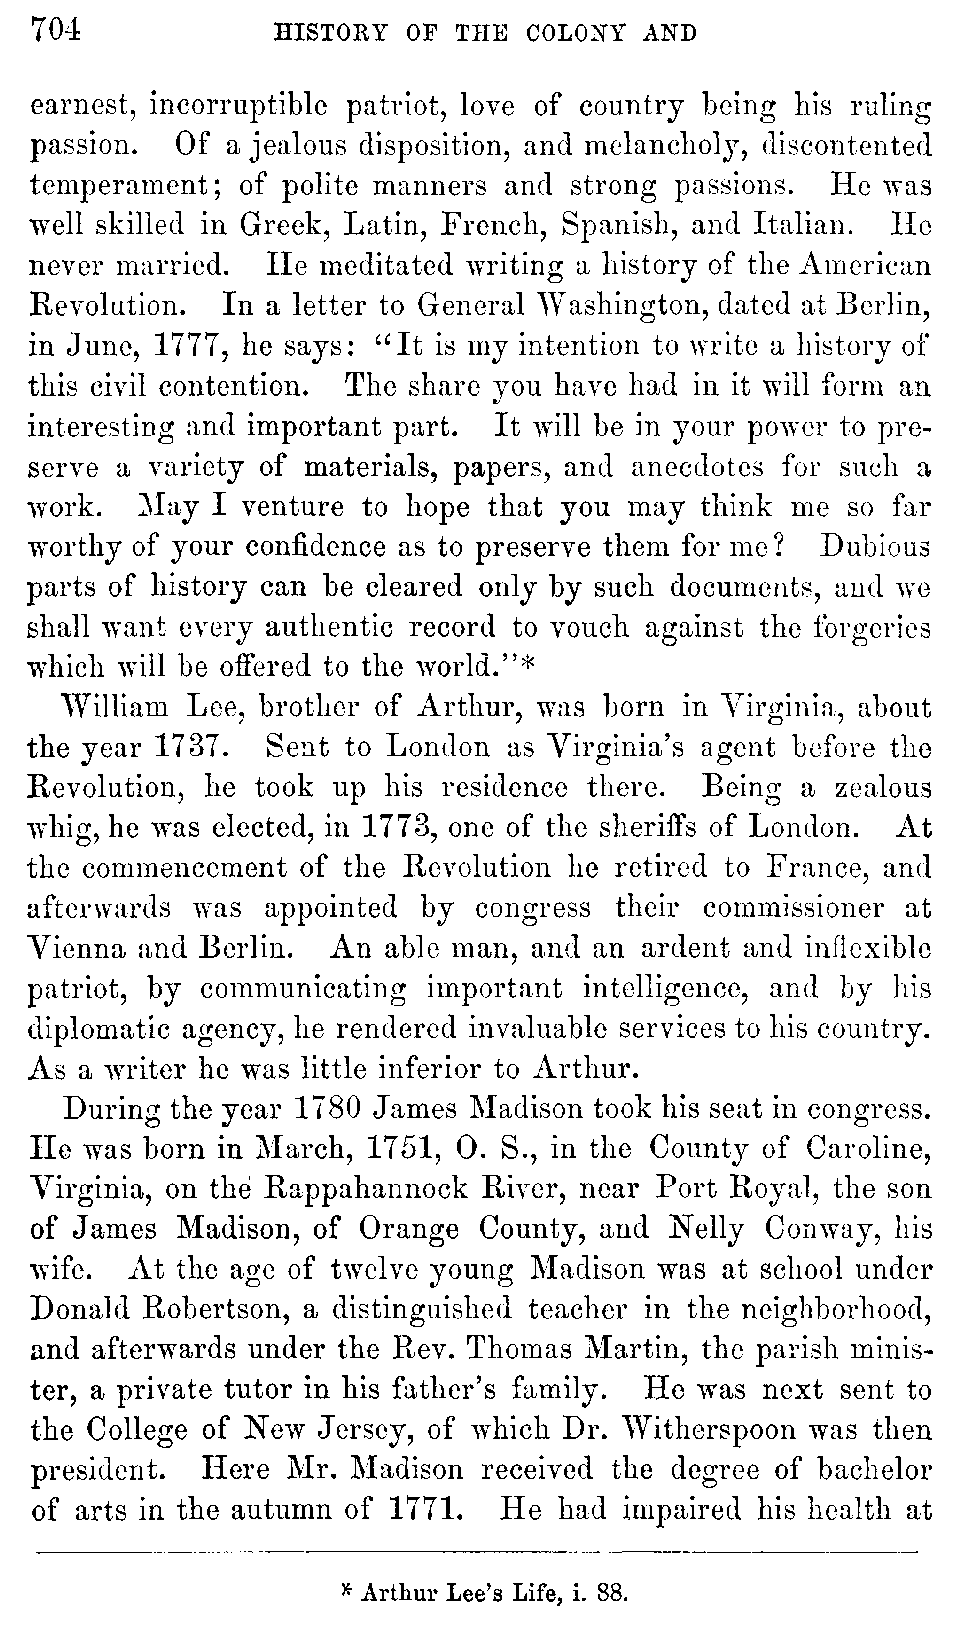 704 HISTORY OF THE COLONY AND
earnest, incorruptible patriot, love of country being his ruling
passion. Of a jealous disposition, and melancholy, discontented
temperament; of polite manners and strong passions. He was
well skilled in Greek, Latin, French, Spanish, and Italian. He
never married. He meditated writing a history of the American
Revolution. In a letter to General Washington, dated at Berlin,
in June, 1777, he says: "It is my intention to write a history of
this civil contention. The share you have had in it will form an
interesting and important part. It will be in your power to pre-
serve a variety of materials, papers, and anecdotes for such a
work. May I venture to hope that you may think me so far
worthy of your confidence as to preserve them for me? Dubious
parts of history can be cleared only by such documents, and we
shall want every authentic record to vouch against the forgeries
which will be offered to the world."*
William Lee, brother of Arthur, was born in Virginia, about
the year 1737. Sent to London as Virginia's agent before the
Revolution, he took up his residence there. Being a zealous
whig, he was elected, in 1773, one of the sheriffs of London. At
the commencement of the Revolution he retired to France, and
afterwards was appointed by congress their commissioner at
Vienna and Berlin. An able man, and an ardent and inflexible
patriot, by communicating important intelligence, and by his
diplomatic agency, he rendered invaluable services to his country.
As a writer he was little inferior to Arthur.
During the year 1780 James Madison took his seat in congress.
He was born in March, 1751, O. S., in the County of Caroline,
Virginia, on the Rappahannock River, near Port Royal, the son
of James Madison, of Orange County, and Nelly Conway, his
wife. At the age of twelve young Madison was at school under
Donald Robertson, a distinguished teacher in the neighborhood,
and afterwards under the Rev. Thomas Martin, the parish minis-
ter, a private tutor in his father's family. He was next sent to
the College of New Jersey, of which Dr. Witherspoon was then
president. Here Mr. Madison received the degree of bachelor
of arts in the autumn of 1771. He had impaired his health at
* Arthur Lee's Life, i. 88.